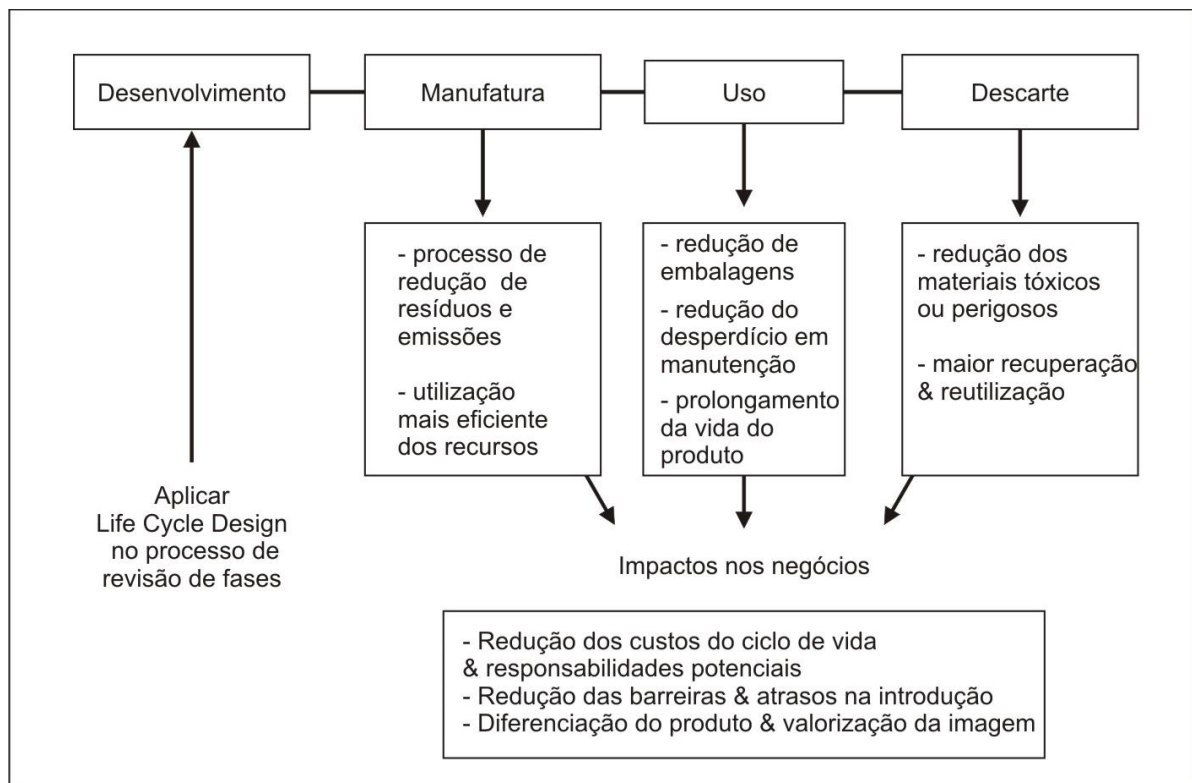 Desenvolvimento
Manufatura
Uso
Descarte
- processo de
redução de
resíduos e
emissões
- utilização
mais eficiente
dos recursos
- redução de
embalagens
- redução do
desperdício em
manutenção
- prolongamento
da vida do
produto
- redução dos
materiais tóxicos
ou perigosos
- maior recuperação
& reutilização
Aplicar
Life Cycle Design
no processo de
revisão de fases
Impactos nos negócios
- Redução dos custos do ciclo de vida
& responsabilidades potenciais
- Redução das barreiras & atrasos na introdução
- Diferenciação do produto & valorização da imagem